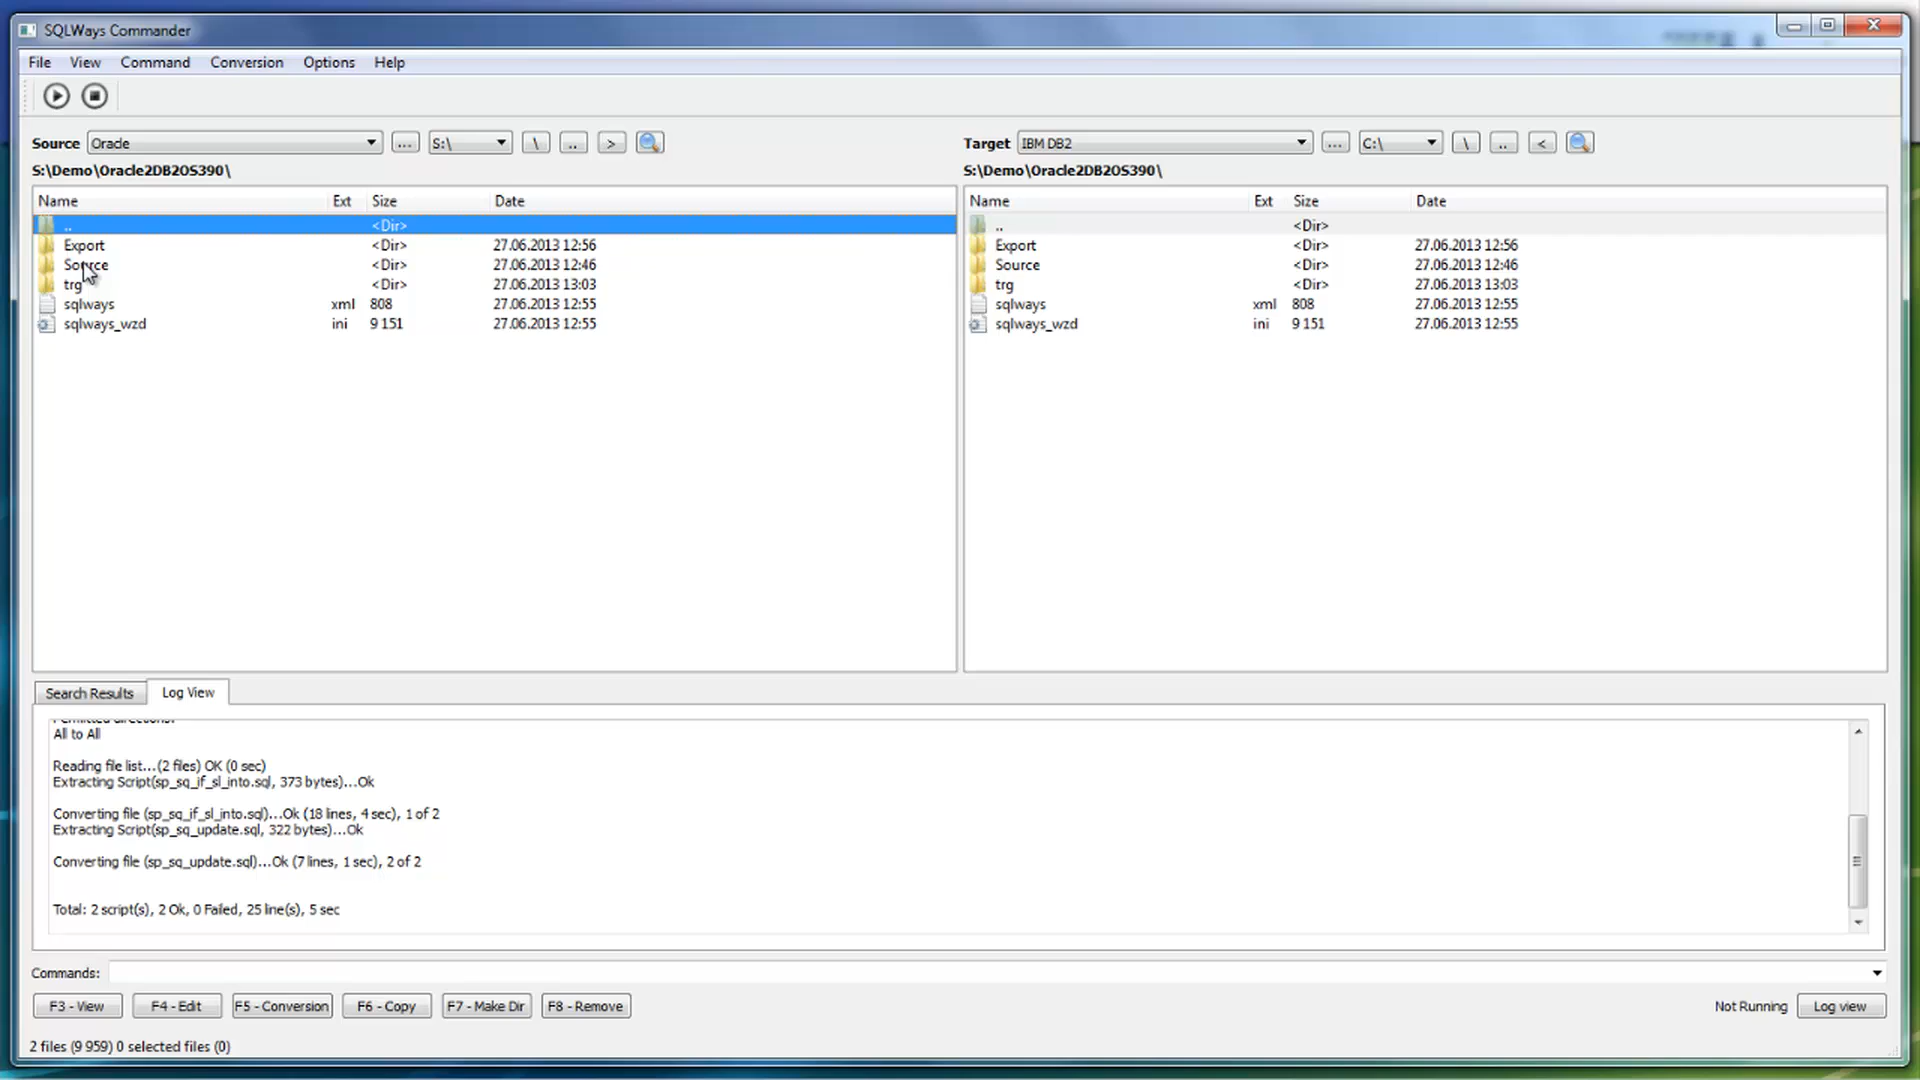 SQLWays Commander
File View Command Conversion Options Help
Source Oracle ... S:\ \ .. > Target IBM DB2 ... C:\ \ .. <
S:\Demo\Oracle2DB2OS390\ S:\Demo\Oracle2DB2OS390\
Name Ext Size Date Name Ext Size Date
.. <Dir> .. <Dir>
Export <Dir> 27.06.2013 12:56 Export <Dir> 27.06.2013 12:56
Source <Dir> 27.06.2013 12:46 Source <Dir> 27.06.2013 12:46
trg <Dir> 27.06.2013 13:03 trg <Dir> 27.06.2013 13:03
sqlways xml 808 27.06.2013 12:55 sqlways xml 808 27.06.2013 12:55
sqlways_wzd ini 9 151 27.06.2013 12:55 sqlways_wzd ini 9 151 27.06.2013 12:55
Search Results Log View
Permitted directions:
All to All
Reading file list...(2 files) OK (0 sec)
Extracting Script(sp_sq_if_sl_into.sql, 373 bytes)...Ok
Converting file (sp_sq_if_sl_into.sql)...Ok (18 lines, 4 sec), 1 of 2
Extracting Script(sp_sq_update.sql, 322 bytes)...Ok
Converting file (sp_sq_update.sql)...Ok (7 lines, 1 sec), 2 of 2
Total: 2 script(s), 2 Ok, 0 Failed, 25 line(s), 5 sec
Commands:
F3 - View F4 - Edit F5 - Conversion F6 - Copy F7 - Make Dir F8 - Remove Not Running Log view
2 files (9 959) 0 selected files (0)